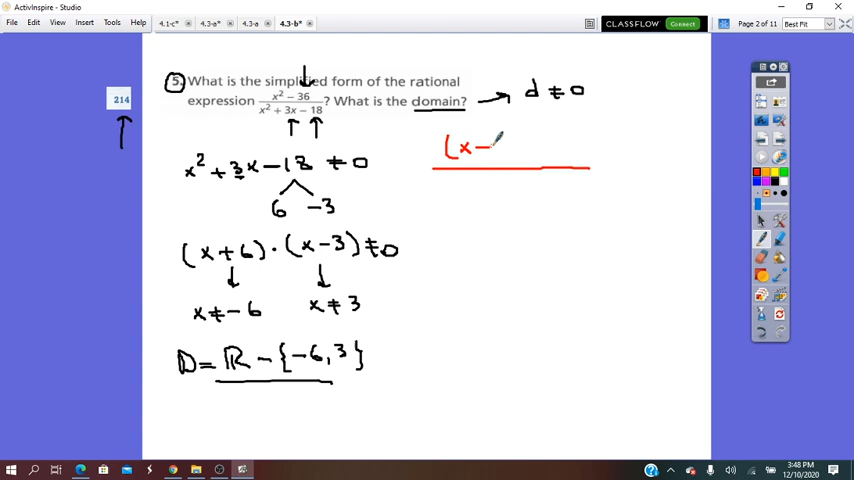 ActivInspire - Studio
File Edit View Insert Tools Help
4.1-c* 4.3-a* 4.3-a 4.3-b*
CLASSFLOW Connect Page 2 of 11 Best Fit
214
5. What is the simplified form of the rational
expression x² − 36 / x² + 3x − 18 ? What is the domain? → d ≠ 0
(x −
x² + 3x − 18 ≠ 0
6 −3
(x + 6) · (x − 3) ≠ 0
x ≠ − 6 x ≠ 3
D = ℝ − {−6, 3}
3:48 PM
12/10/2020